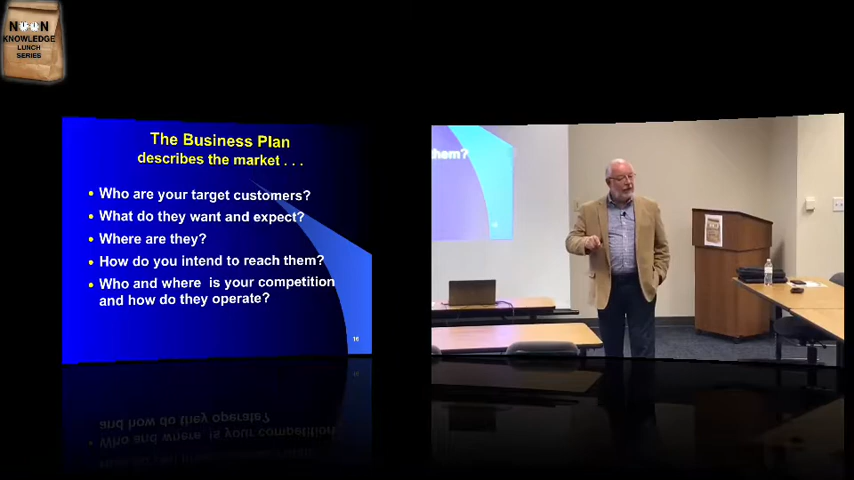 NOON
KNOWLEDGE
LUNCH
SERIES
The Business Plan
describes the market . . .
• Who are your target customers?
• What do they want and expect?
• Where are they?
• How do you intend to reach them?
• Who and where is your competition
and how do they operate?
16
them?